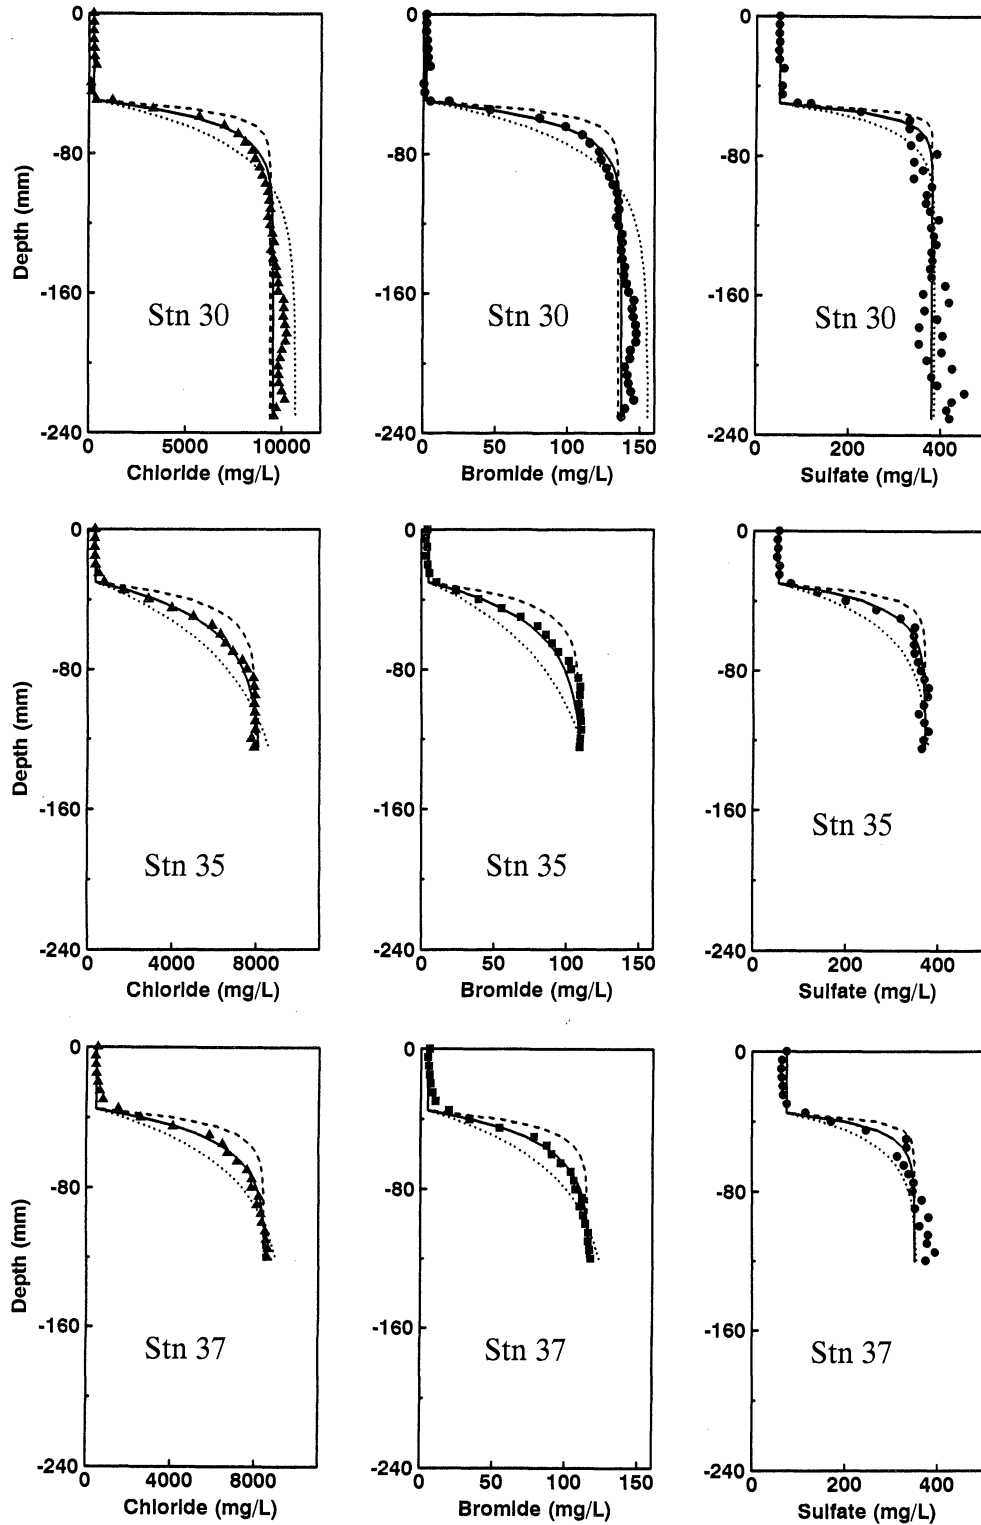 0
-80
-160
-240
Depth (mm)
Stn 30
0 5000 10000
Chloride (mg/L)
0
-80
-160
-240
Stn 30
0 50 100 150
Bromide (mg/L)
0
-80
-160
-240
Stn 30
0 200 400
Sulfate (mg/L)
0
-80
-160
-240
Depth (mm)
Stn 35
0 4000 8000
Chloride (mg/L)
0
-80
-160
-240
Stn 35
0 50 100 150
Bromide (mg/L)
0
-80
-160
-240
Stn 35
0 200 400
Sulfate (mg/L)
0
-80
-160
-240
Depth (mm)
Stn 37
0 4000 8000
Chloride (mg/L)
0
-80
-160
-240
Stn 37
0 50 100 150
Bromide (mg/L)
0
-80
-160
-240
Stn 37
0 200 400
Sulfate (mg/L)